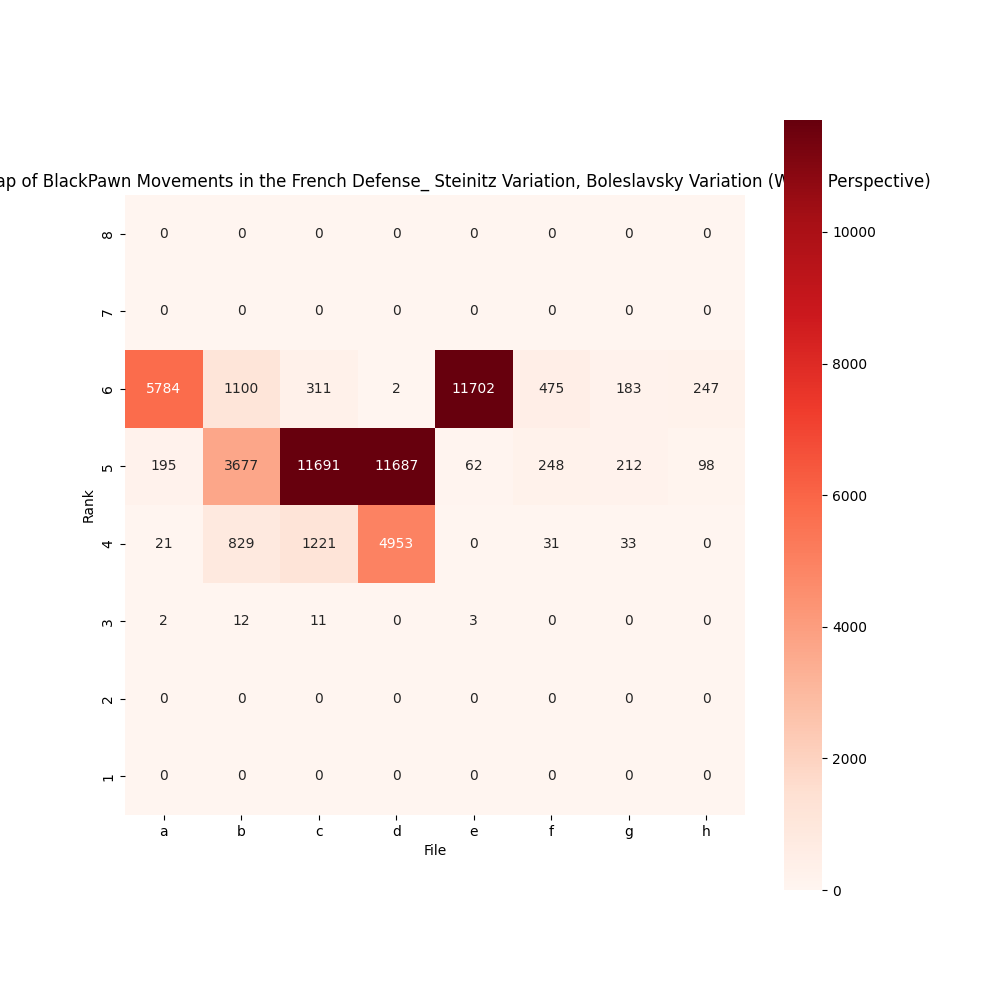 ap of BlackPawn Movements in the French Defense_ Steinitz Variation, Boleslavsky Variation (W Perspective)
8 0 0 0 0 0 0 0 0
10000
7 0 0 0 0 0 0 0 0
8000
6 5784 1100 311 2 11702 475 183 247
5 195 3677 11691 11687 62 248 212 98
6000
Rank
4 21 829 1221 4953 0 31 33 0
3 2 12 11 0 3 0 0 0
4000
2 0 0 0 0 0 0 0 0
2000
1 0 0 0 0 0 0 0 0
a b c d e f g h
File
0